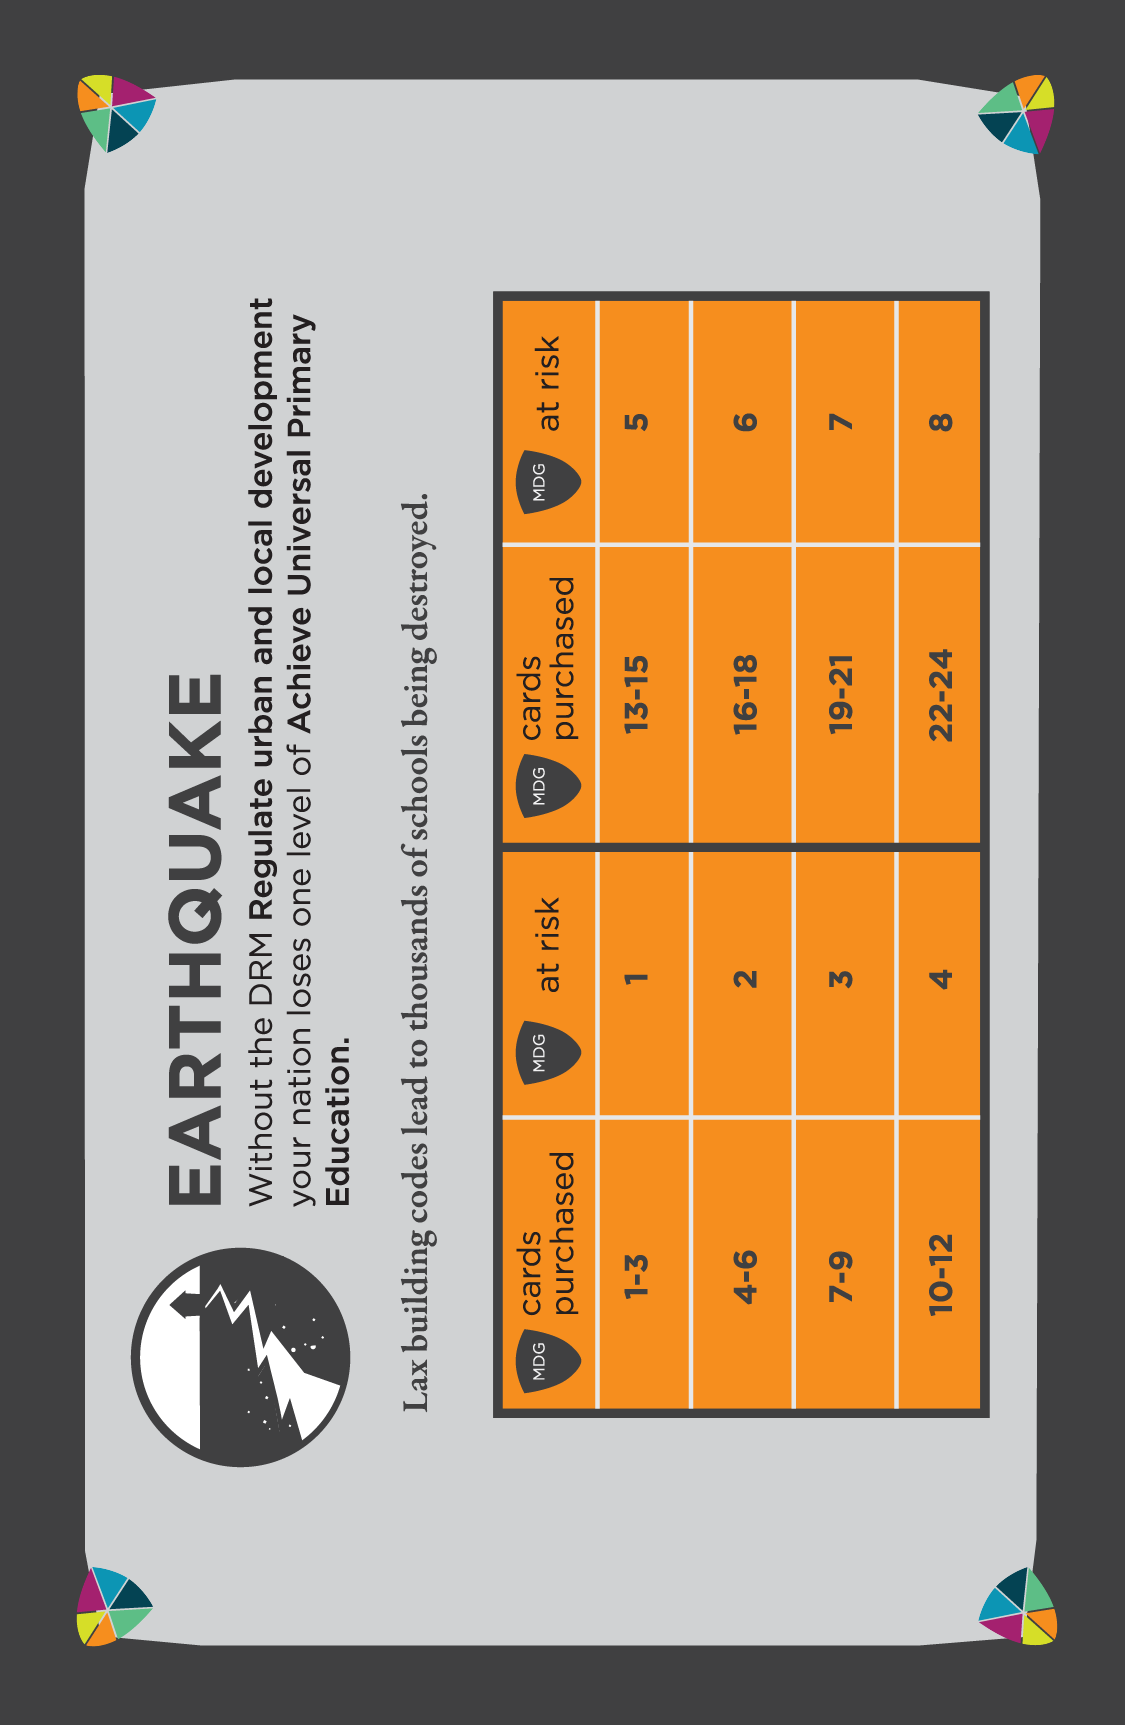 EARTHQUAKE
Without the DRM Regulate urban and local development
your nation loses one level of Achieve Universal Primary
Education.
Lax building codes lead to thousands of schools being destroyed.
MDG cards purchased MDG at risk MDG cards purchased MDG at risk
1-3 1 13-15 5
4-6 2 16-18 6
7-9 3 19-21 7
10-12 4 22-24 8